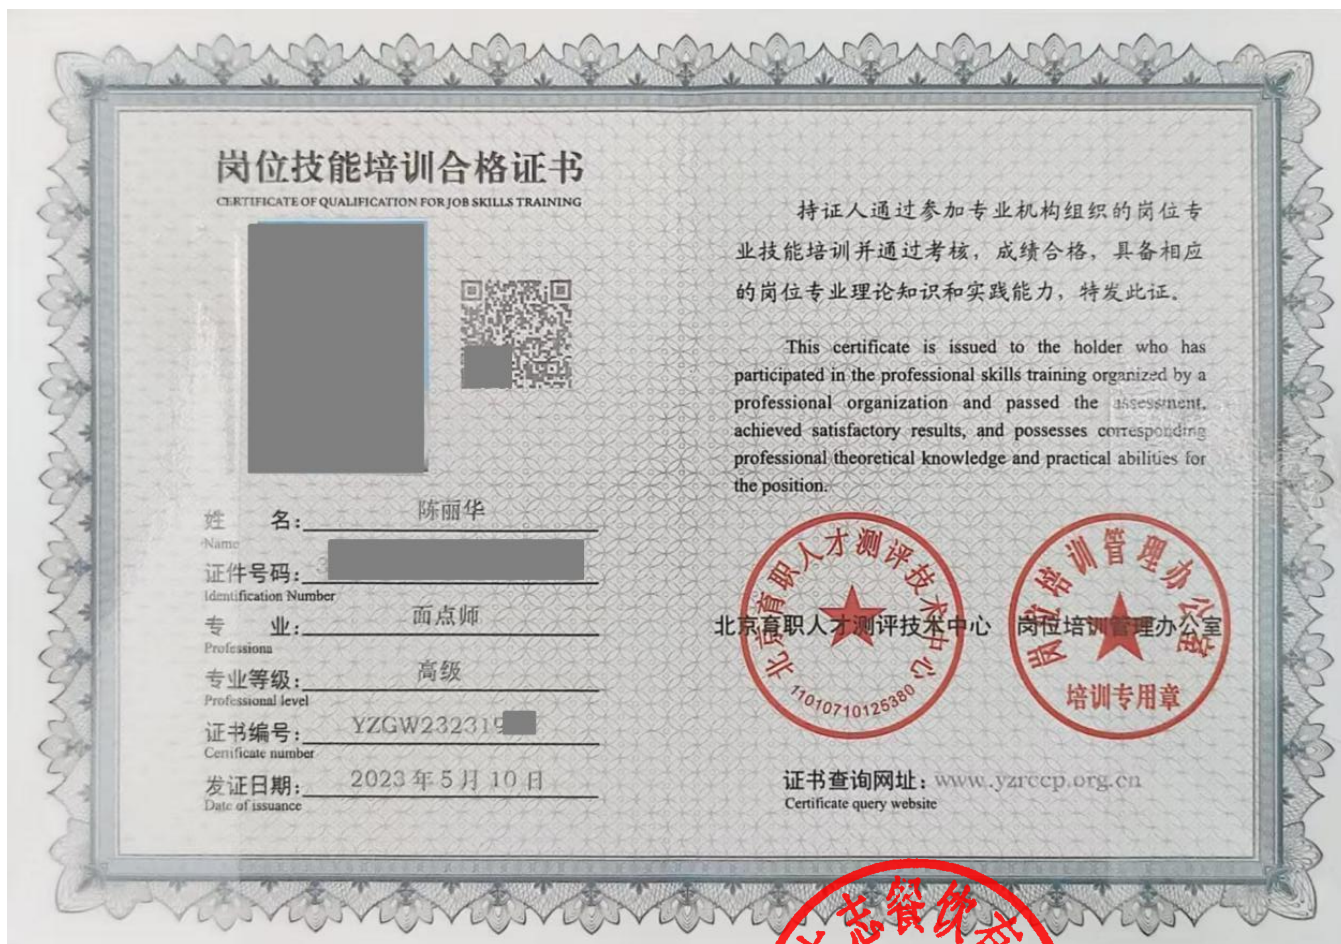 岗位技能培训合格证书
CERTIFICATE OF QUALIFICATION FOR JOB SKILLS TRAINING
姓 名：陈丽华
Name
证件号码：
Identification Number
专 业：面点师
Professiona
专业等级：高级
Professional level
证书编号：YZGW232319
Certificate number
发证日期：2023年5月10日
Date of issuance
持证人通过参加专业机构组织的岗位专
业技能培训并通过考核，成绩合格，具备相应
的岗位专业理论知识和实践能力，特发此证。
This certificate is issued to the holder who has
participated in the professional skills training organized by a
professional organization and passed the assessment,
achieved satisfactory results, and possesses corresponding
professional theoretical knowledge and practical abilities for
the position.
北京育职人才测评技术中心
11010710125380
岗位培训管理办公室
培训专用章
北京育职人才测评技术中心 岗位培训管理办公室
证书查询网址：www.yzrccp.org.cn
Certificate query website
志餐饮